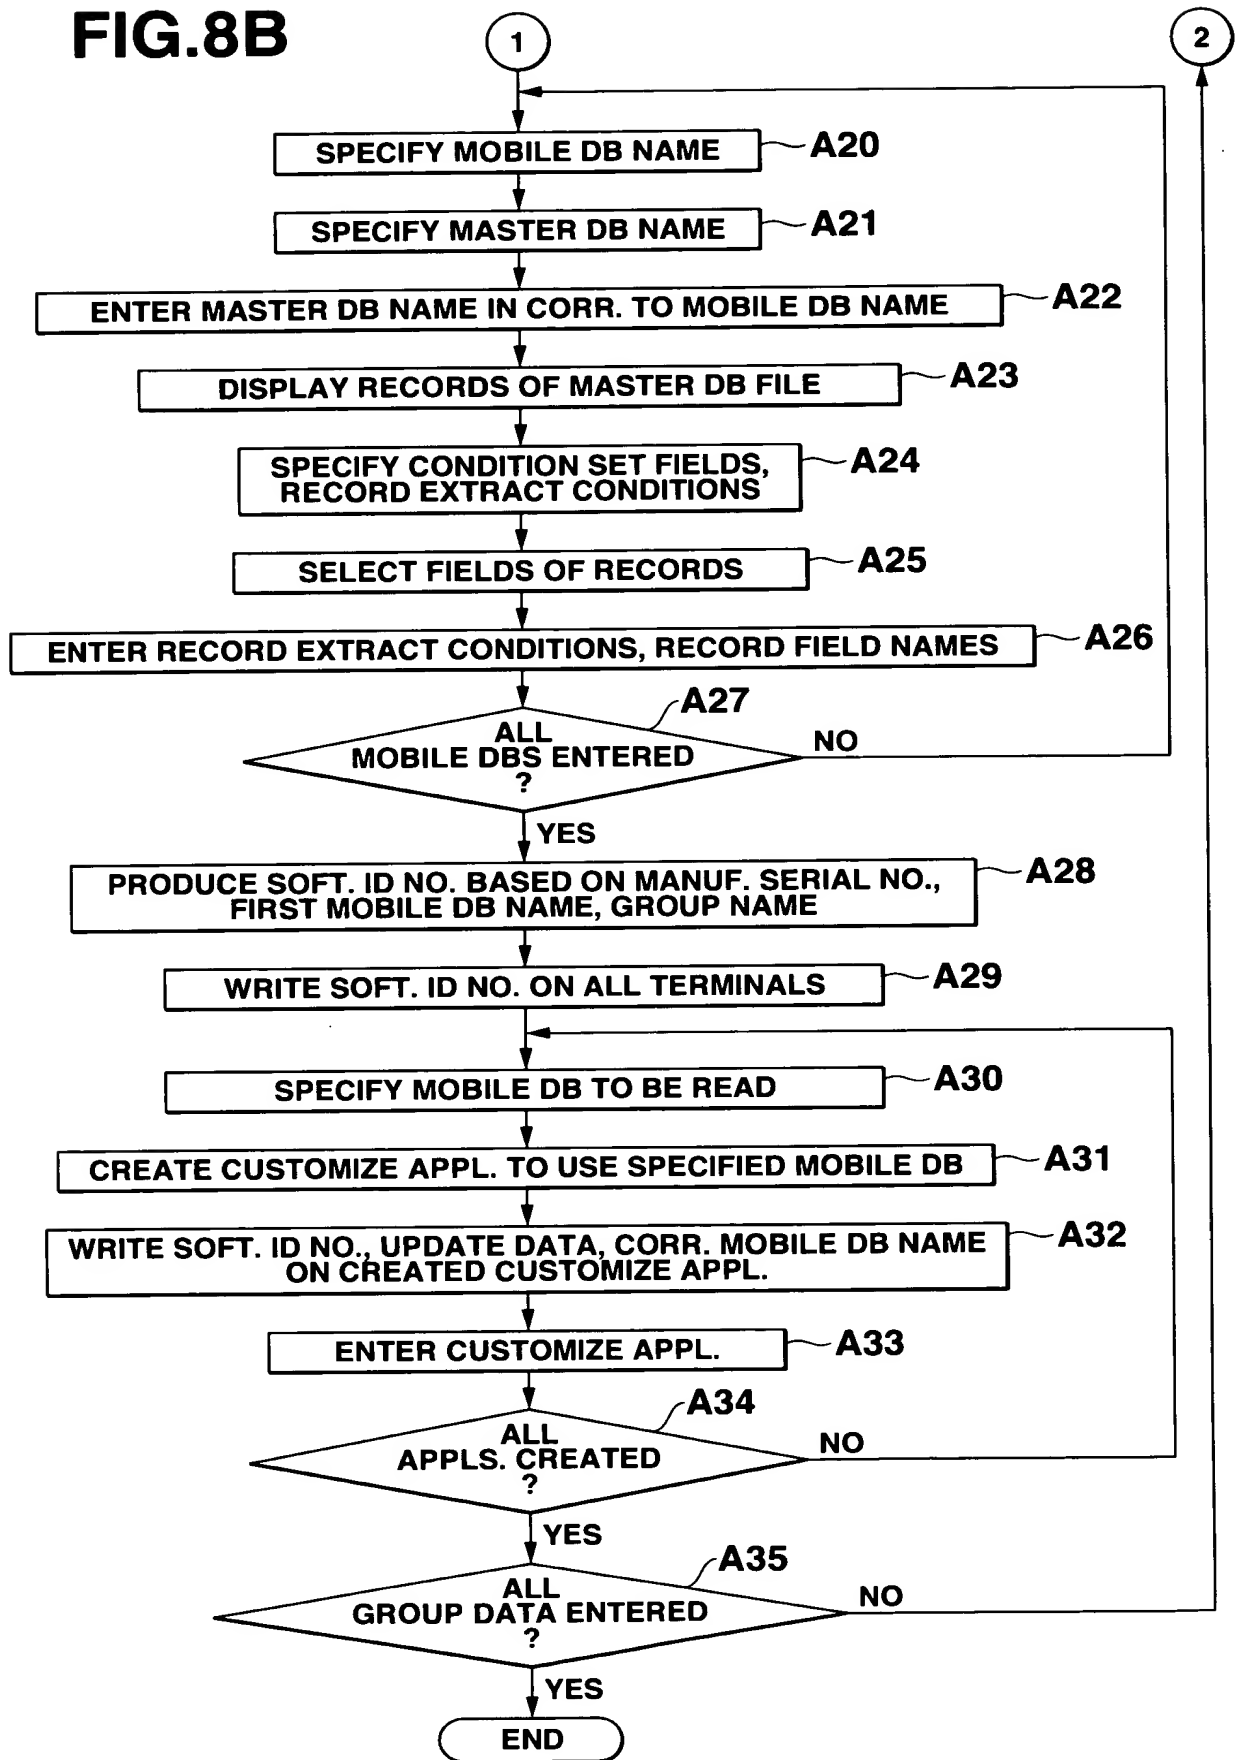 FIG.8B
1
2
SPECIFY MOBILE DB NAME
A20
SPECIFY MASTER DB NAME
A21
ENTER MASTER DB NAME IN CORR. TO MOBILE DB NAME
A22
DISPLAY RECORDS OF MASTER DB FILE
A23
SPECIFY CONDITION SET FIELDS,
RECORD EXTRACT CONDITIONS
A24
SELECT FIELDS OF RECORDS
A25
ENTER RECORD EXTRACT CONDITIONS, RECORD FIELD NAMES
A26
A27
ALL
MOBILE DBS ENTERED
?
NO
YES
PRODUCE SOFT. ID NO. BASED ON MANUF. SERIAL NO.,
FIRST MOBILE DB NAME, GROUP NAME
A28
WRITE SOFT. ID NO. ON ALL TERMINALS
A29
SPECIFY MOBILE DB TO BE READ
A30
CREATE CUSTOMIZE APPL. TO USE SPECIFIED MOBILE DB
A31
WRITE SOFT. ID NO., UPDATE DATA, CORR. MOBILE DB NAME
ON CREATED CUSTOMIZE APPL.
A32
ENTER CUSTOMIZE APPL.
A33
A34
ALL
APPLS. CREATED
?
NO
YES
A35
ALL
GROUP DATA ENTERED
?
NO
YES
END